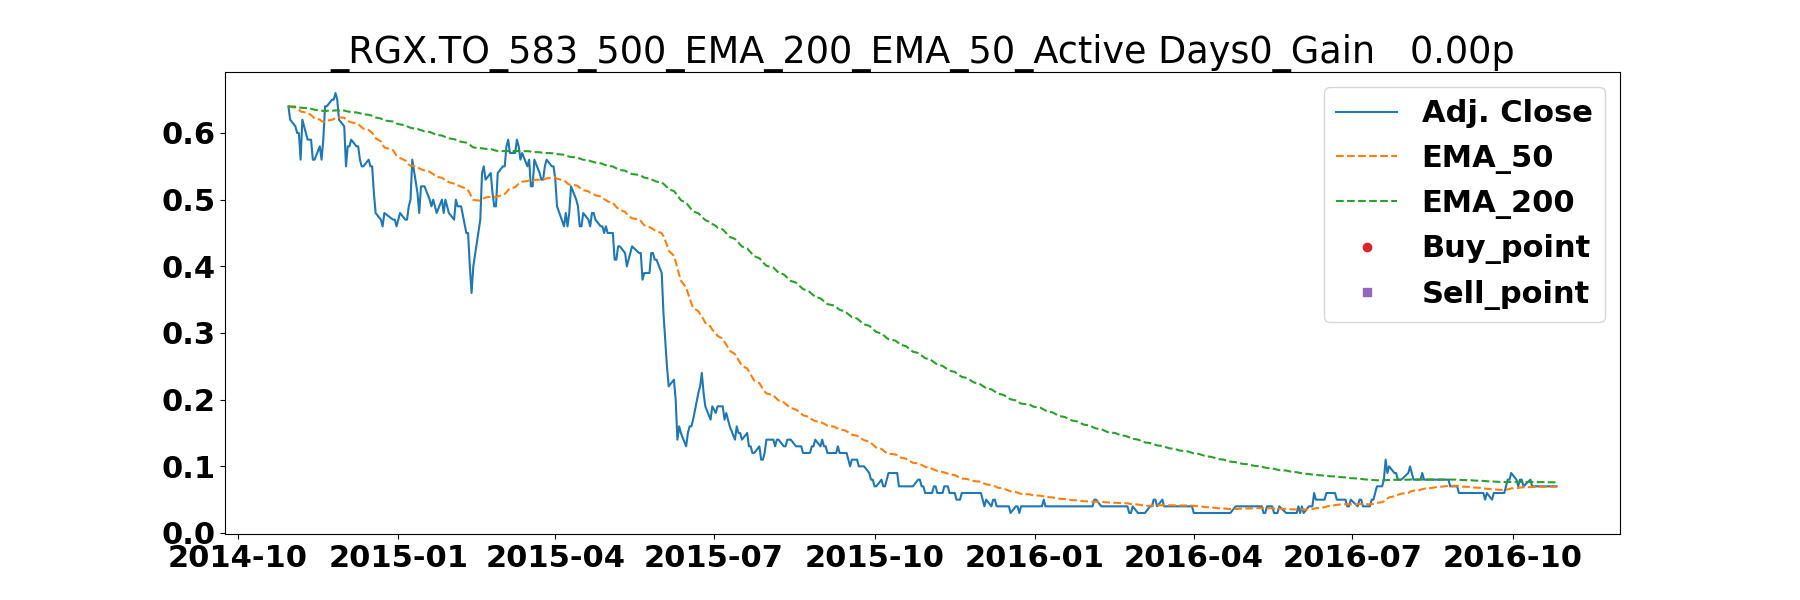 _RGX.TO_583_500_EMA_200_EMA_50_Active Days0_Gain   0.00p
Adj. Close
EMA_50
EMA_200
Buy_point
Sell_point
0.6
0.5
0.4
0.3
0.2
0.1
0.0
2014-10 2015-01 2015-04 2015-07 2015-10 2016-01 2016-04 2016-07 2016-10